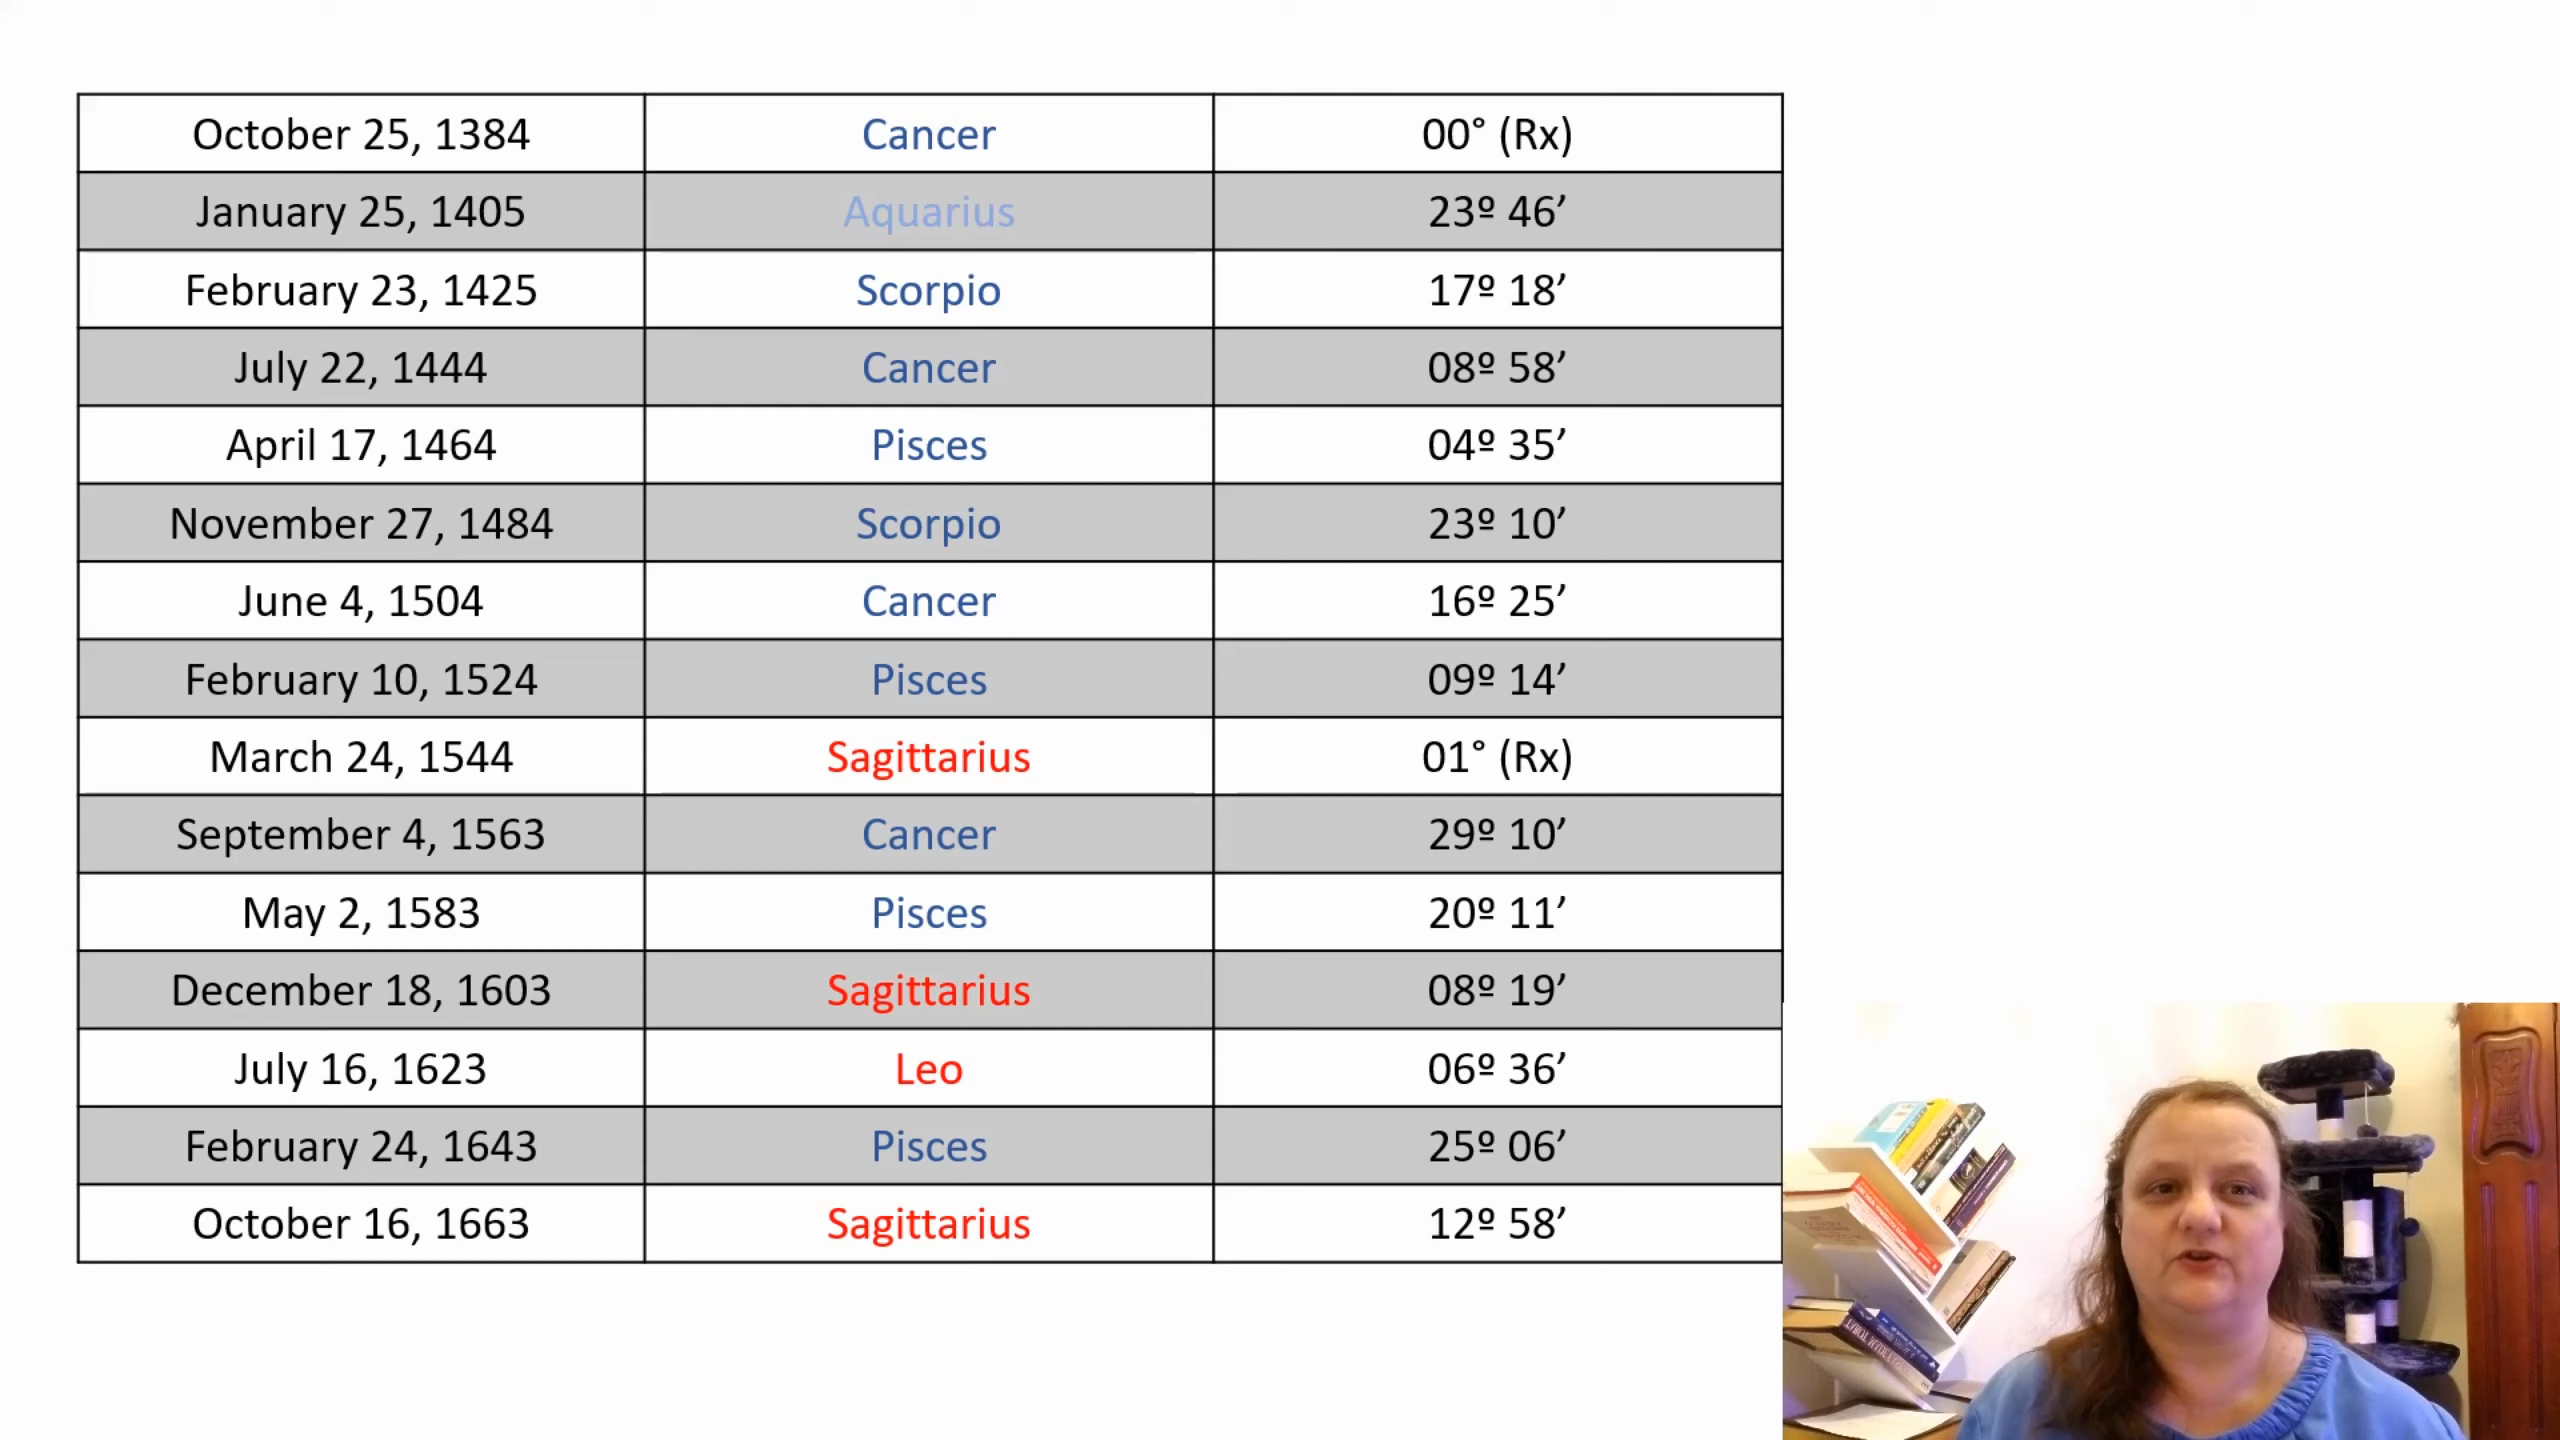 October 25, 1384 Cancer 00° (Rx)
January 25, 1405 Aquarius 23º 46’
February 23, 1425 Scorpio 17º 18’
July 22, 1444 Cancer 08º 58’
April 17, 1464 Pisces 04º 35’
November 27, 1484 Scorpio 23º 10’
June 4, 1504 Cancer 16º 25’
February 10, 1524 Pisces 09º 14’
March 24, 1544 Sagittarius 01° (Rx)
September 4, 1563 Cancer 29º 10’
May 2, 1583 Pisces 20º 11’
December 18, 1603 Sagittarius 08º 19’
July 16, 1623 Leo 06º 36’
February 24, 1643 Pisces 25º 06’
October 16, 1663 Sagittarius 12º 58’